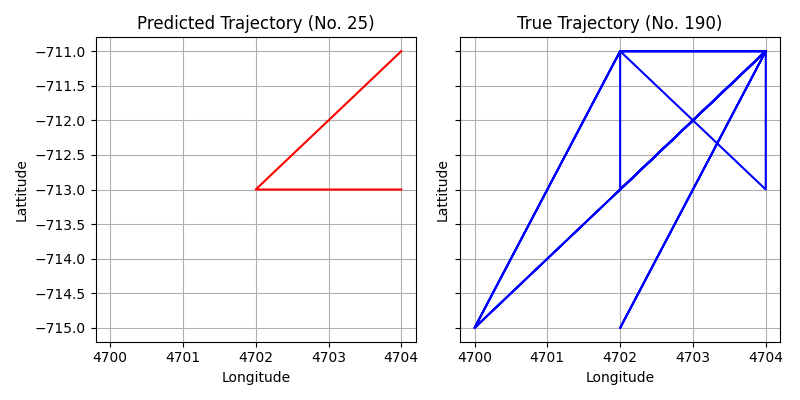 Predicted Trajectory (No. 25)
True Trajectory (No. 190)
−711.0
−711.5
−712.0
−712.5
−713.0
−713.5
−714.0
−714.5
−715.0
Lattitude
Lattitude
4700 4701 4702 4703 4704
4700 4701 4702 4703 4704
Longitude
Longitude